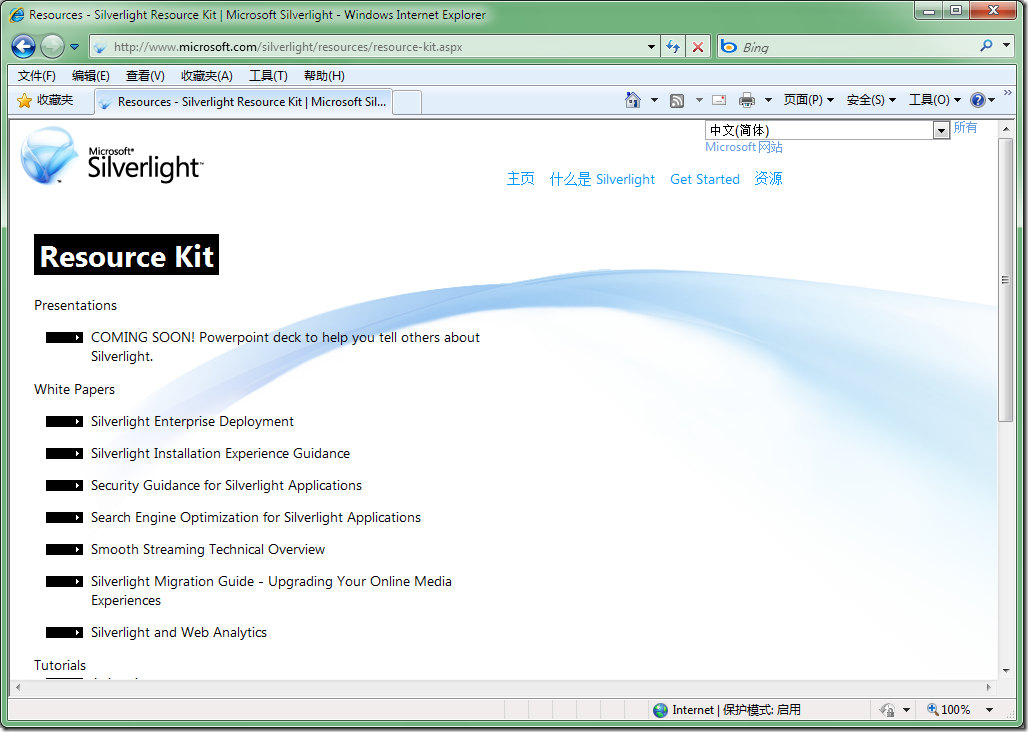 Resources - Silverlight Resource Kit | Microsoft Silverlight - Windows Internet Explorer
http://www.microsoft.com/silverlight/resources/resource-kit.aspx
Bing
文件(F) 编辑(E) 查看(V) 收藏夹(A) 工具(T) 帮助(H)
收藏夹 Resources - Silverlight Resource Kit | Microsoft Sil... 页面(P) 安全(S) 工具(O)
中文(简体) 所有
Microsoft 网站
Microsoft®
Silverlight™
主页 什么是 Silverlight Get Started 资源
Resource Kit
Presentations
COMING SOON! Powerpoint deck to help you tell others about
Silverlight.
White Papers
Silverlight Enterprise Deployment
Silverlight Installation Experience Guidance
Security Guidance for Silverlight Applications
Search Engine Optimization for Silverlight Applications
Smooth Streaming Technical Overview
Silverlight Migration Guide - Upgrading Your Online Media
Experiences
Silverlight and Web Analytics
Tutorials
Internet | 保护模式: 启用 100%